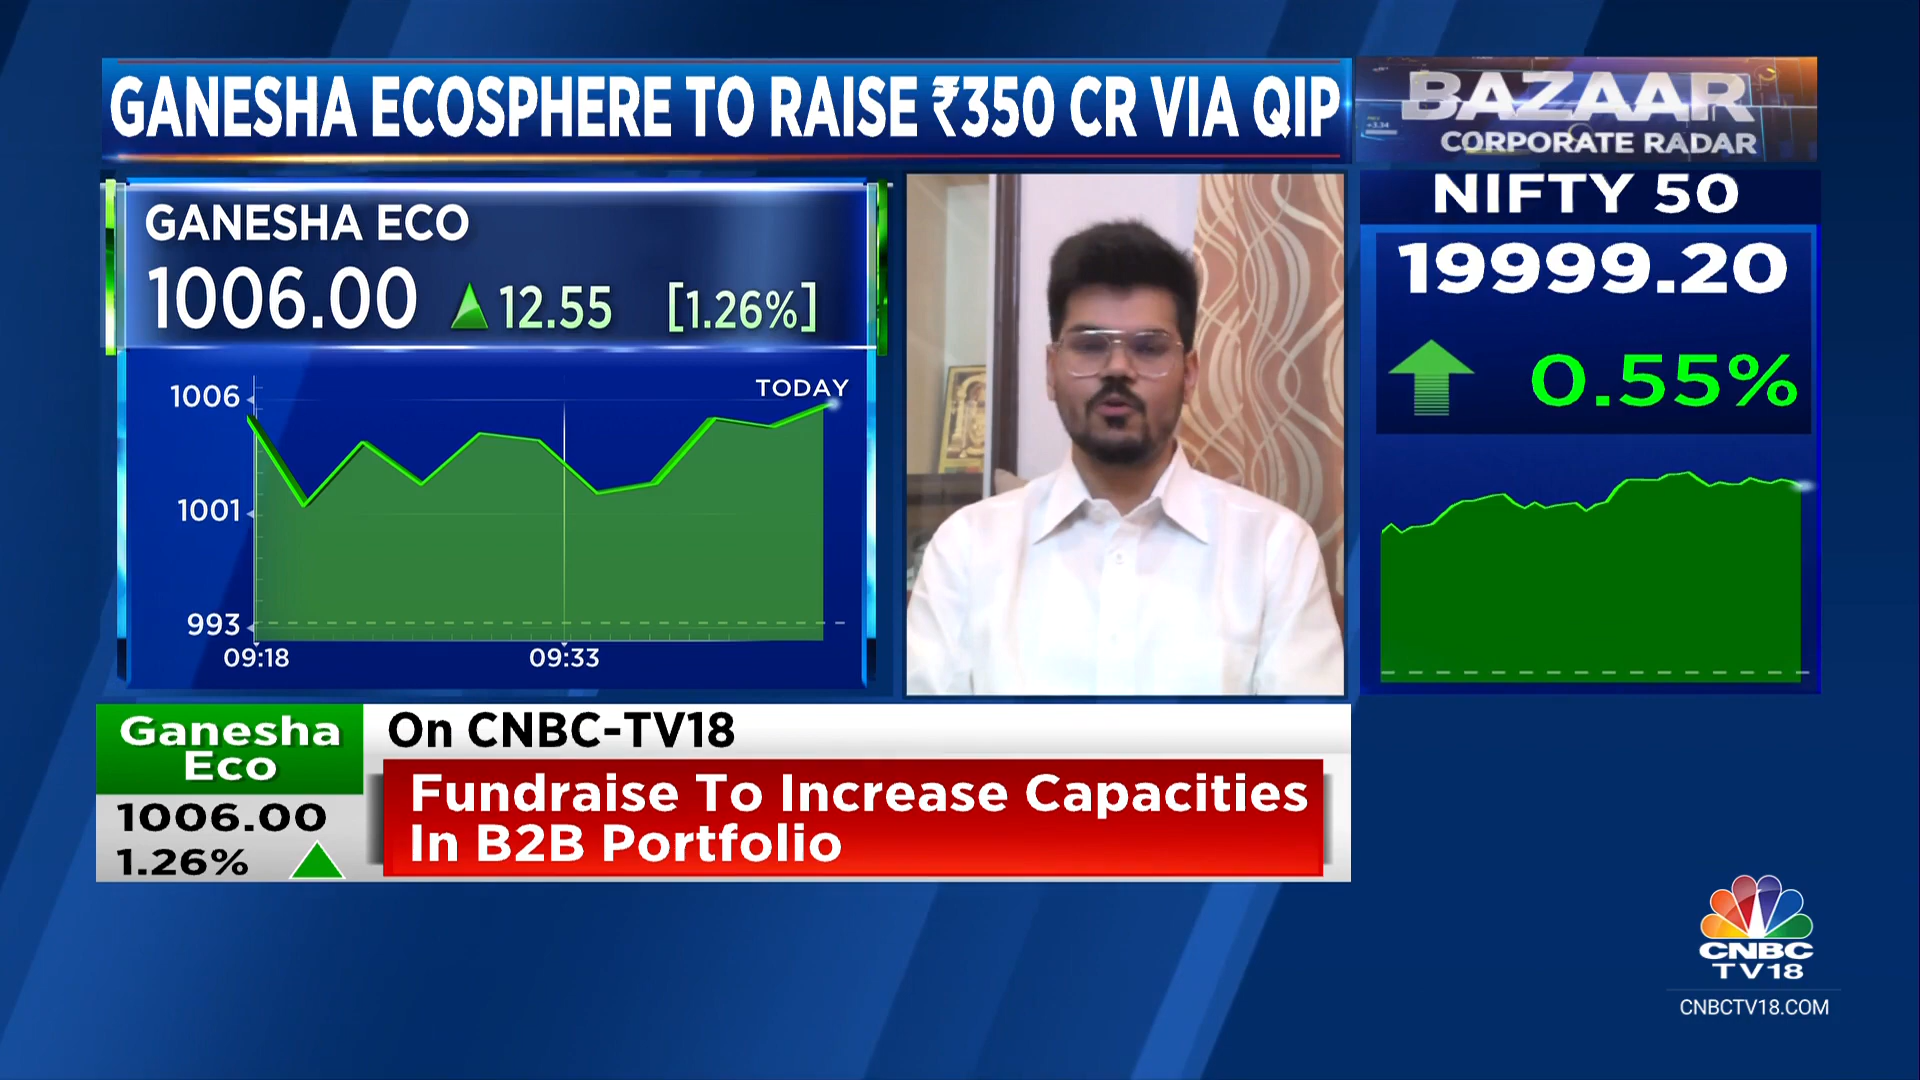 GANESHA ECOSPHERE TO RAISE ₹350 CR VIA QIP
BAZAAR
CORPORATE RADAR
+3.34
GANESHA ECO
1006.00 ▲ 12.55 [1.26%]
TODAY
1006
1001
993
09:18 09:33
NIFTY 50
19999.20
0.55%
Ganesha
Eco
1006.00
1.26%
On CNBC-TV18
Fundraise To Increase Capacities
In B2B Portfolio
CNBC
TV18
CNBCTV18.COM